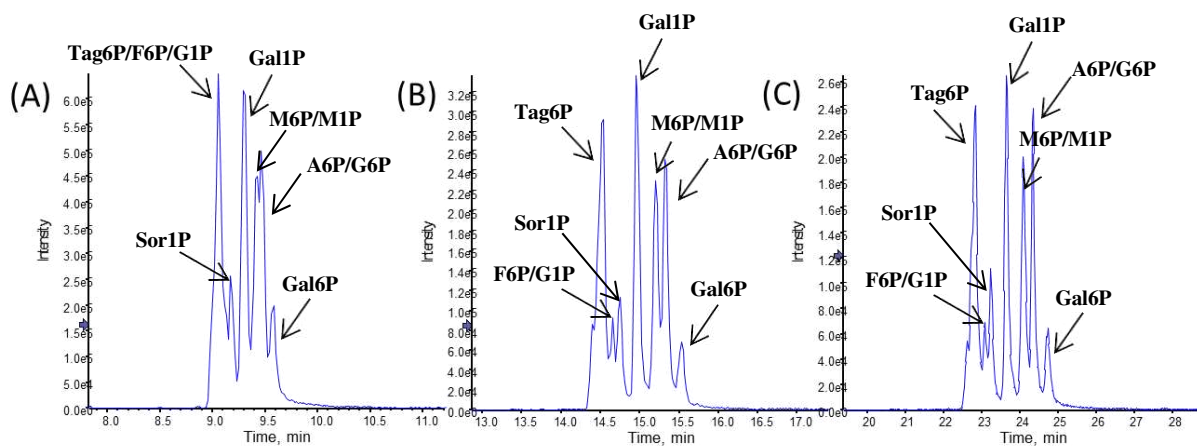 (A)
Tag6P/F6P/G1P
Gal1P
M6P/M1P
A6P/G6P
Sor1P
Gal6P
Intensity
6.0e5
5.5e5
5.0e5
4.5e5
4.0e5
3.5e5
3.0e5
2.5e5
2.0e5
1.5e5
1.0e5
5.0e4
0.0e0
8.0 8.5 9.0 9.5 10.0 10.5 11.0
Time, min
(B)
Gal1P
Tag6P
M6P/M1P
A6P/G6P
Sor1P
F6P/G1P
Gal6P
Intensity
3.2e5
3.0e5
2.8e5
2.6e5
2.4e5
2.2e5
2.0e5
1.8e5
1.6e5
1.4e5
1.2e5
1.0e5
8.0e4
6.0e4
4.0e4
2.0e4
0.0e0
13.0 13.5 14.0 14.5 15.0 15.5 16.0 16.5 17.0
Time, min
(C)
Gal1P
A6P/G6P
Tag6P
M6P/M1P
Sor1P
F6P/G1P
Gal6P
Intensity
2.6e5
2.4e5
2.2e5
2.0e5
1.8e5
1.6e5
1.4e5
1.2e5
1.0e5
8.0e4
6.0e4
4.0e4
2.0e4
0.0e0
20 21 22 23 24 25 26 27 28
Time, min